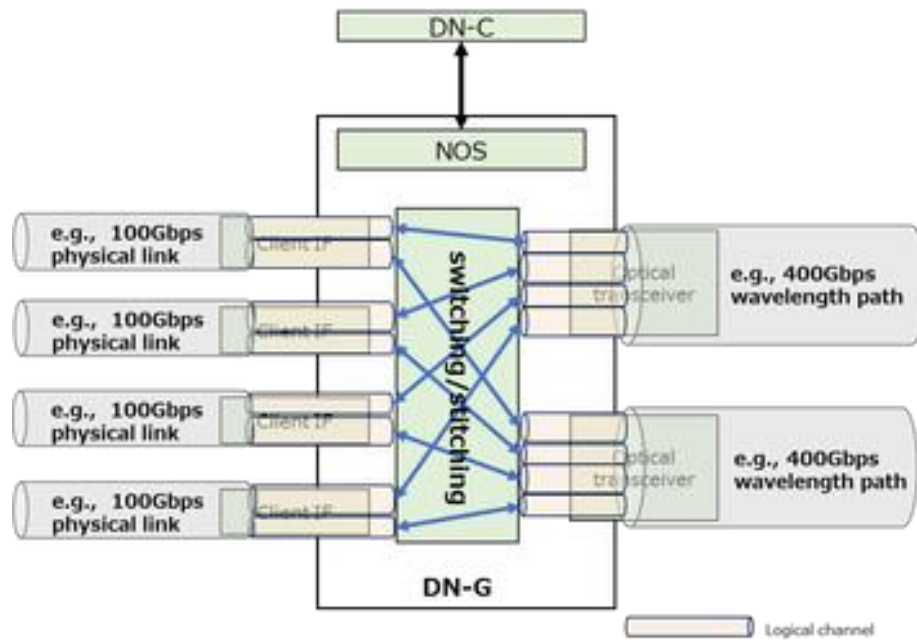 DN-C
NOS
e.g., 100Gbps
physical link
Client IF
e.g., 100Gbps
physical link
Client IF
e.g., 100Gbps
physical link
Client IF
e.g., 100Gbps
physical link
Client IF
switching/stitching
Optical
transceiver
e.g., 400Gbps
wavelength path
Optical
transceiver
e.g., 400Gbps
wavelength path
DN-G
Logical channel